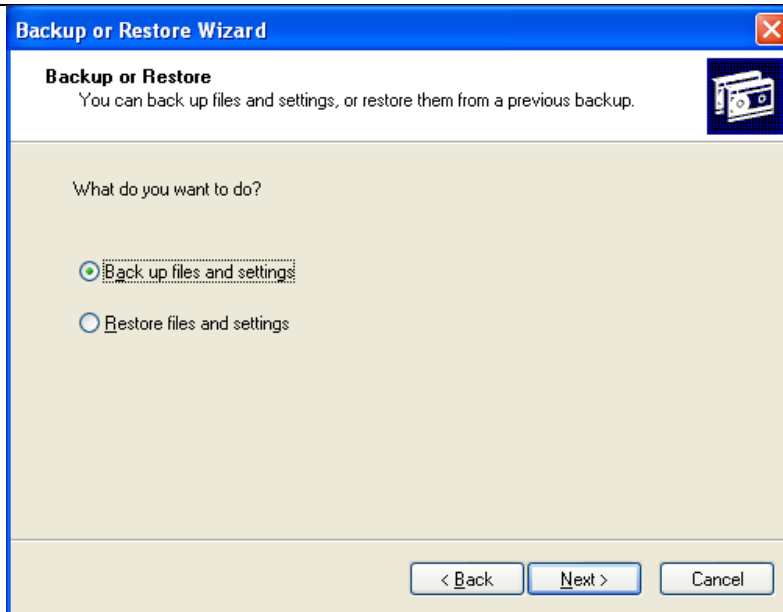 Backup or Restore Wizard
Backup or Restore
You can back up files and settings, or restore them from a previous backup.
What do you want to do?
Back up files and settings
Restore files and settings
< Back Next > Cancel